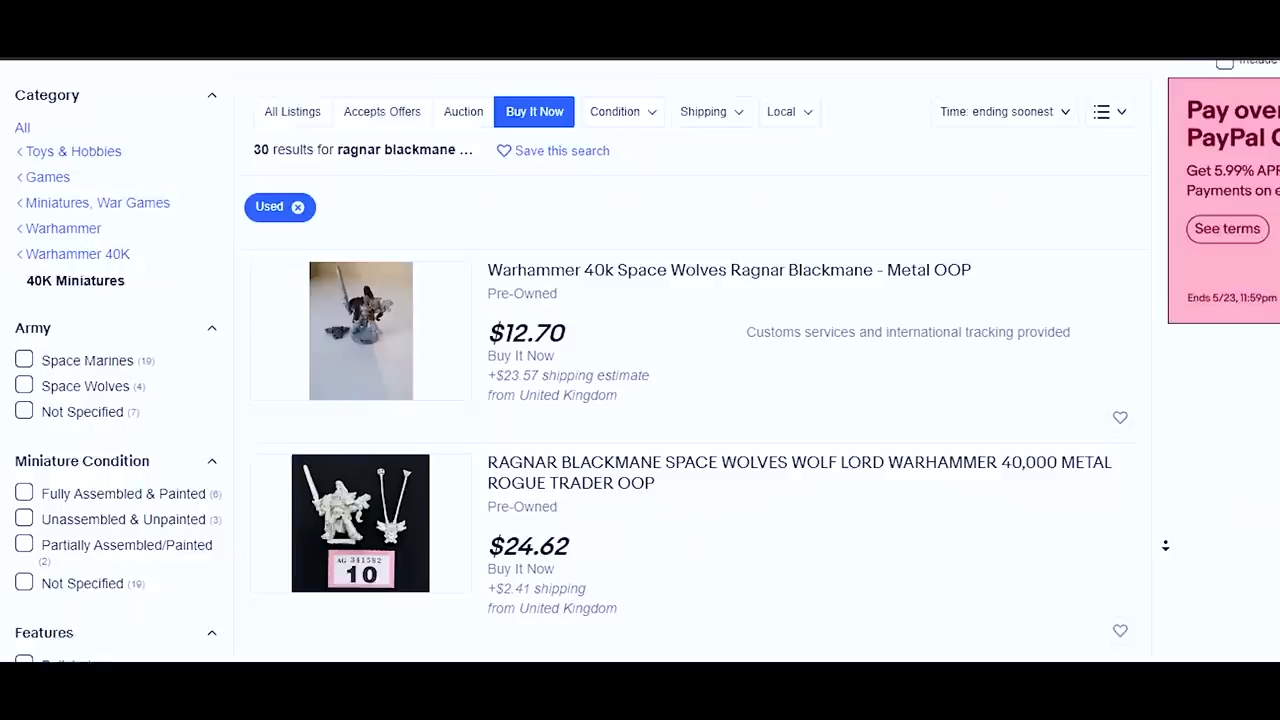 Category
All
Toys & Hobbies
Games
Miniatures, War Games
Warhammer
Warhammer 40K
40K Miniatures
Army
Space Marines (19)
Space Wolves (4)
Not Specified (7)
Miniature Condition
Fully Assembled & Painted (6)
Unassembled & Unpainted (3)
Partially Assembled/Painted
(2)
Not Specified (19)
Features
All Listings Accepts Offers Auction Buy It Now Condition Shipping Local Time: ending soonest
30 results for ragnar blackmane ... Save this search
Used
Warhammer 40k Space Wolves Ragnar Blackmane - Metal OOP
Pre-Owned
$12.70 Customs services and international tracking provided
Buy It Now
+$23.57 shipping estimate
from United Kingdom
AG 341582
10
RAGNAR BLACKMANE SPACE WOLVES WOLF LORD WARHAMMER 40,000 METAL
ROGUE TRADER OOP
Pre-Owned
$24.62
Buy It Now
+$2.41 shipping
from United Kingdom
Pay over
PayPal C
Get 5.99% APR
Payments on e
See terms
Ends 5/23, 11:59pm